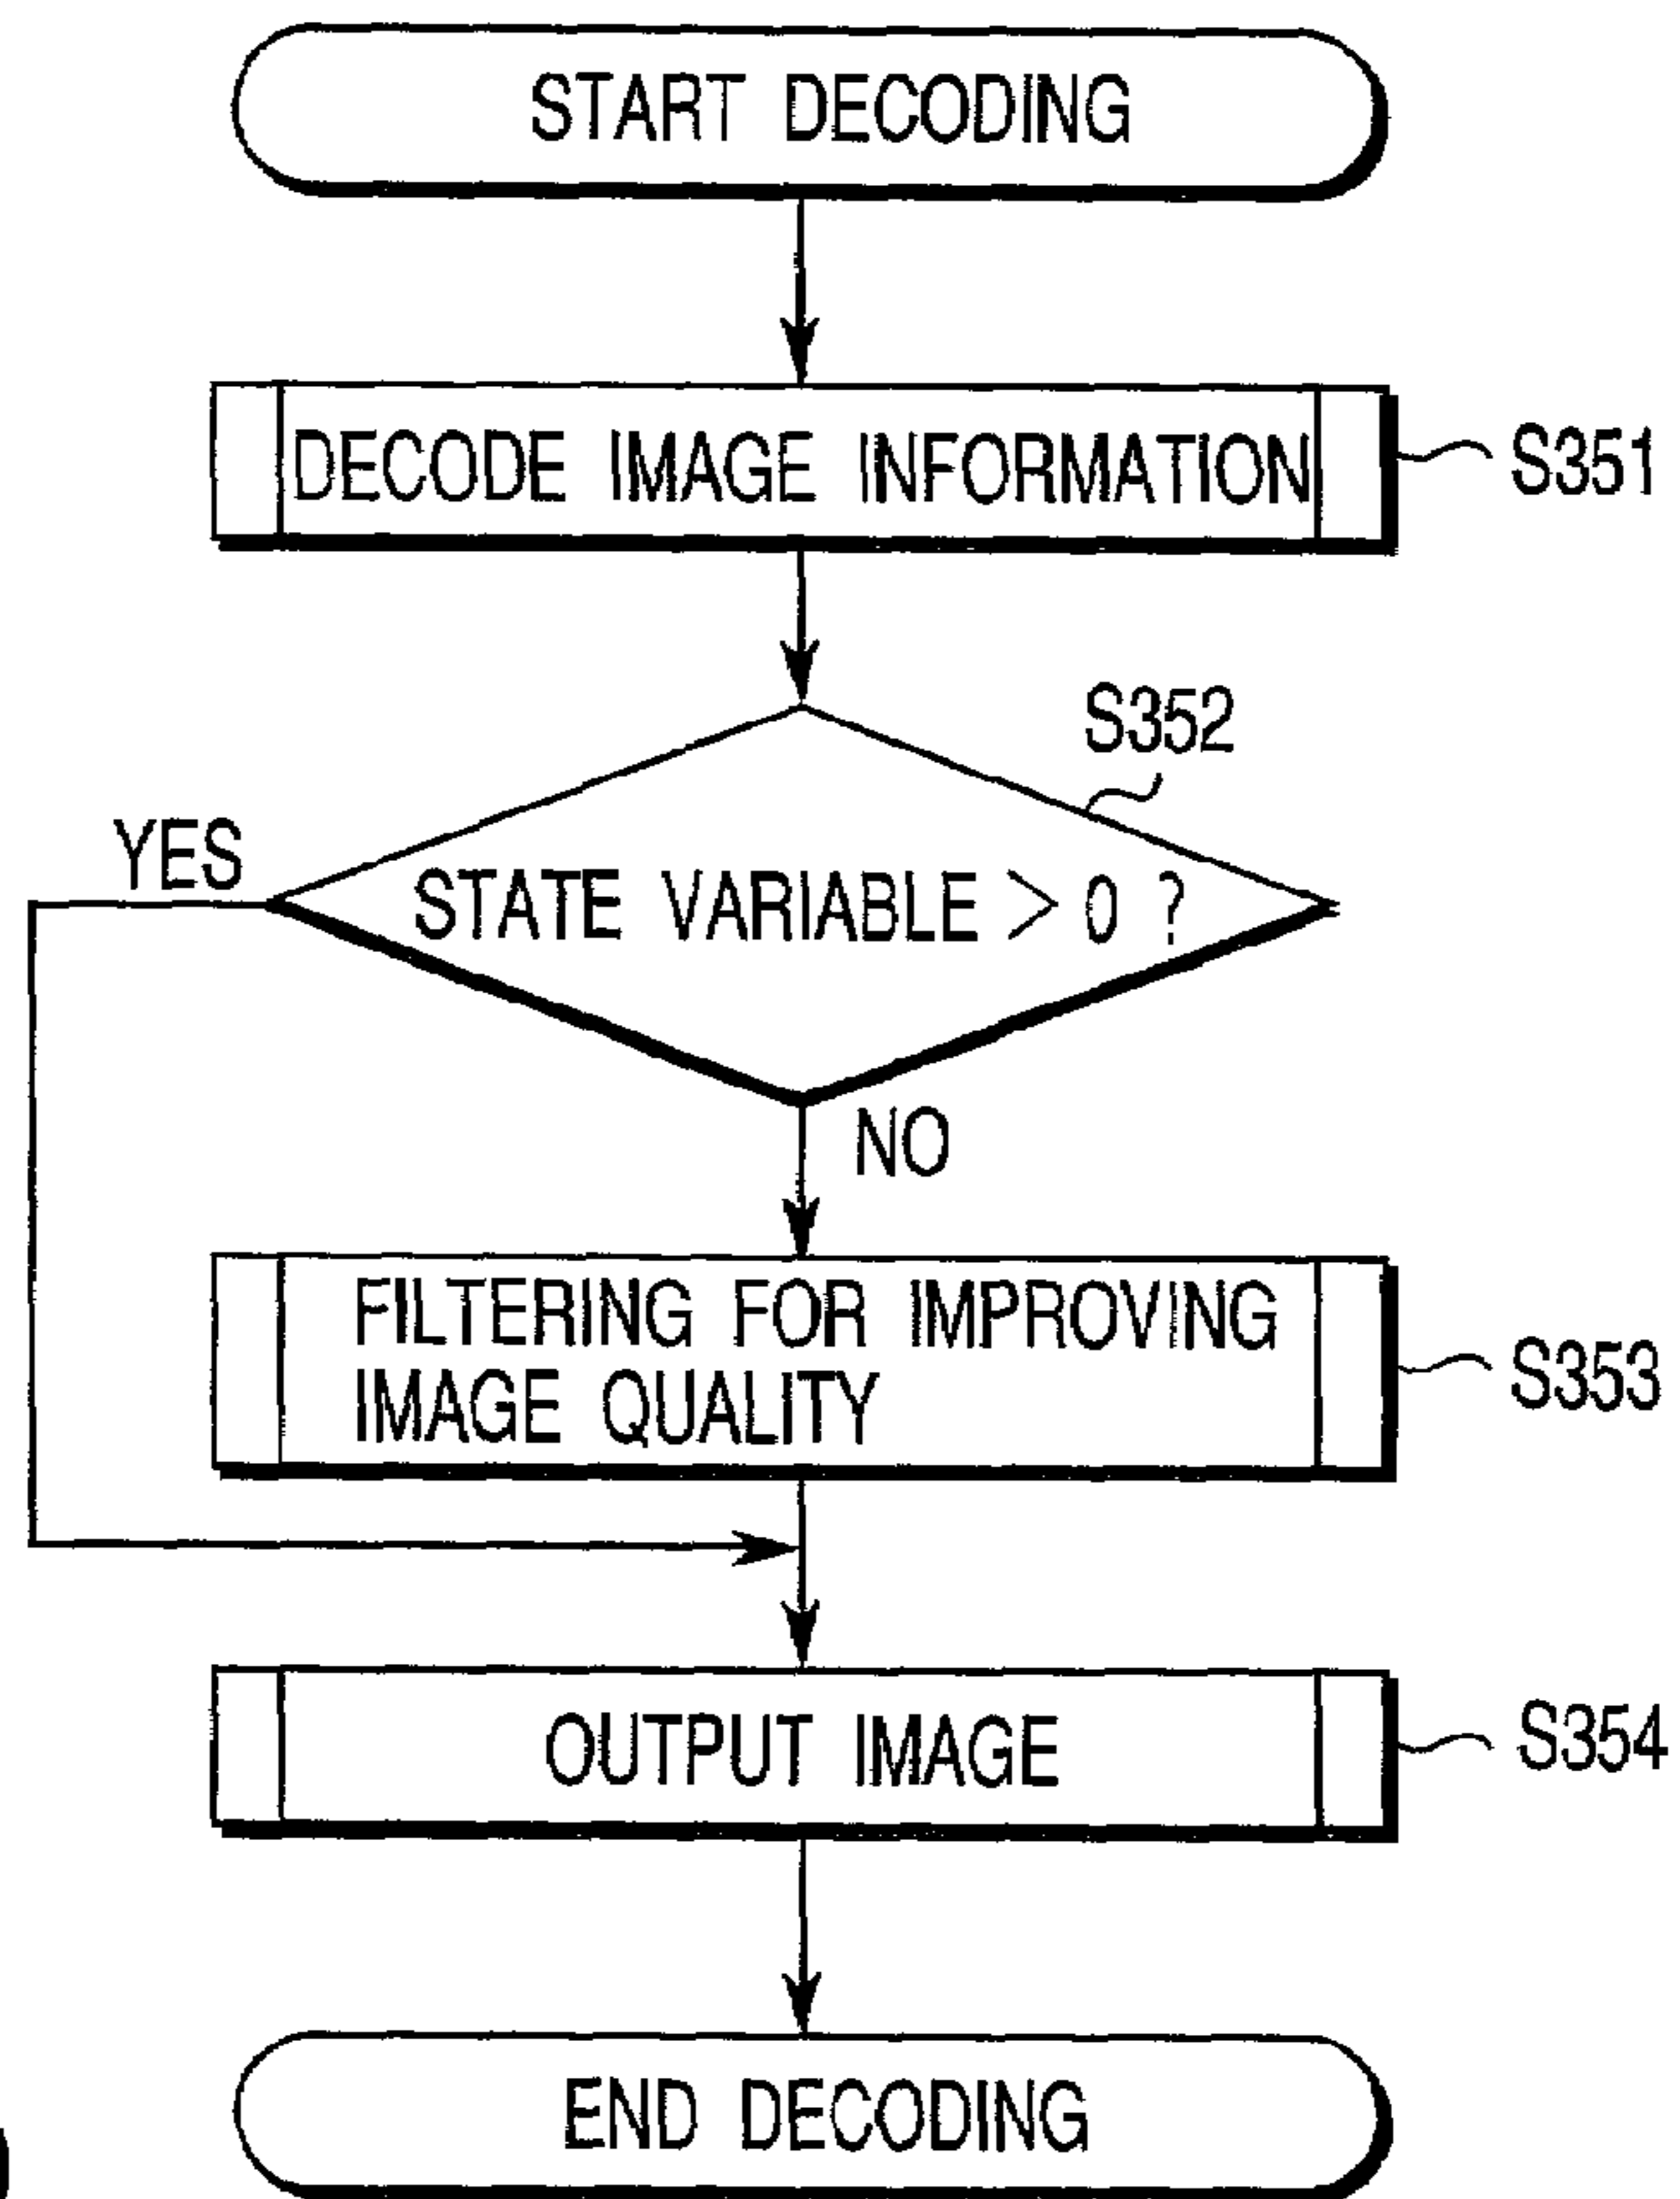 START DECODING
DECODE IMAGE INFORMATION
S351
S352
YES
STATE VARIABLE > 0 ?
NO
FILTERING FOR IMPROVING
IMAGE QUALITY
S353
OUTPUT IMAGE
S354
END DECODING